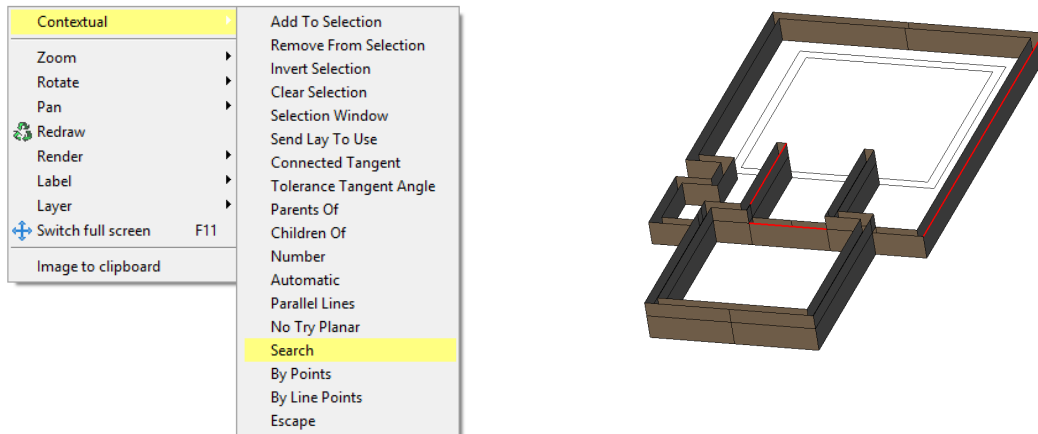 Contextual
Zoom
Rotate
Pan
Redraw
Render
Label
Layer
Switch full screen F11
Image to clipboard
Add To Selection
Remove From Selection
Invert Selection
Clear Selection
Selection Window
Send Lay To Use
Connected Tangent
Tolerance Tangent Angle
Parents Of
Children Of
Number
Automatic
Parallel Lines
No Try Planar
Search
By Points
By Line Points
Escape